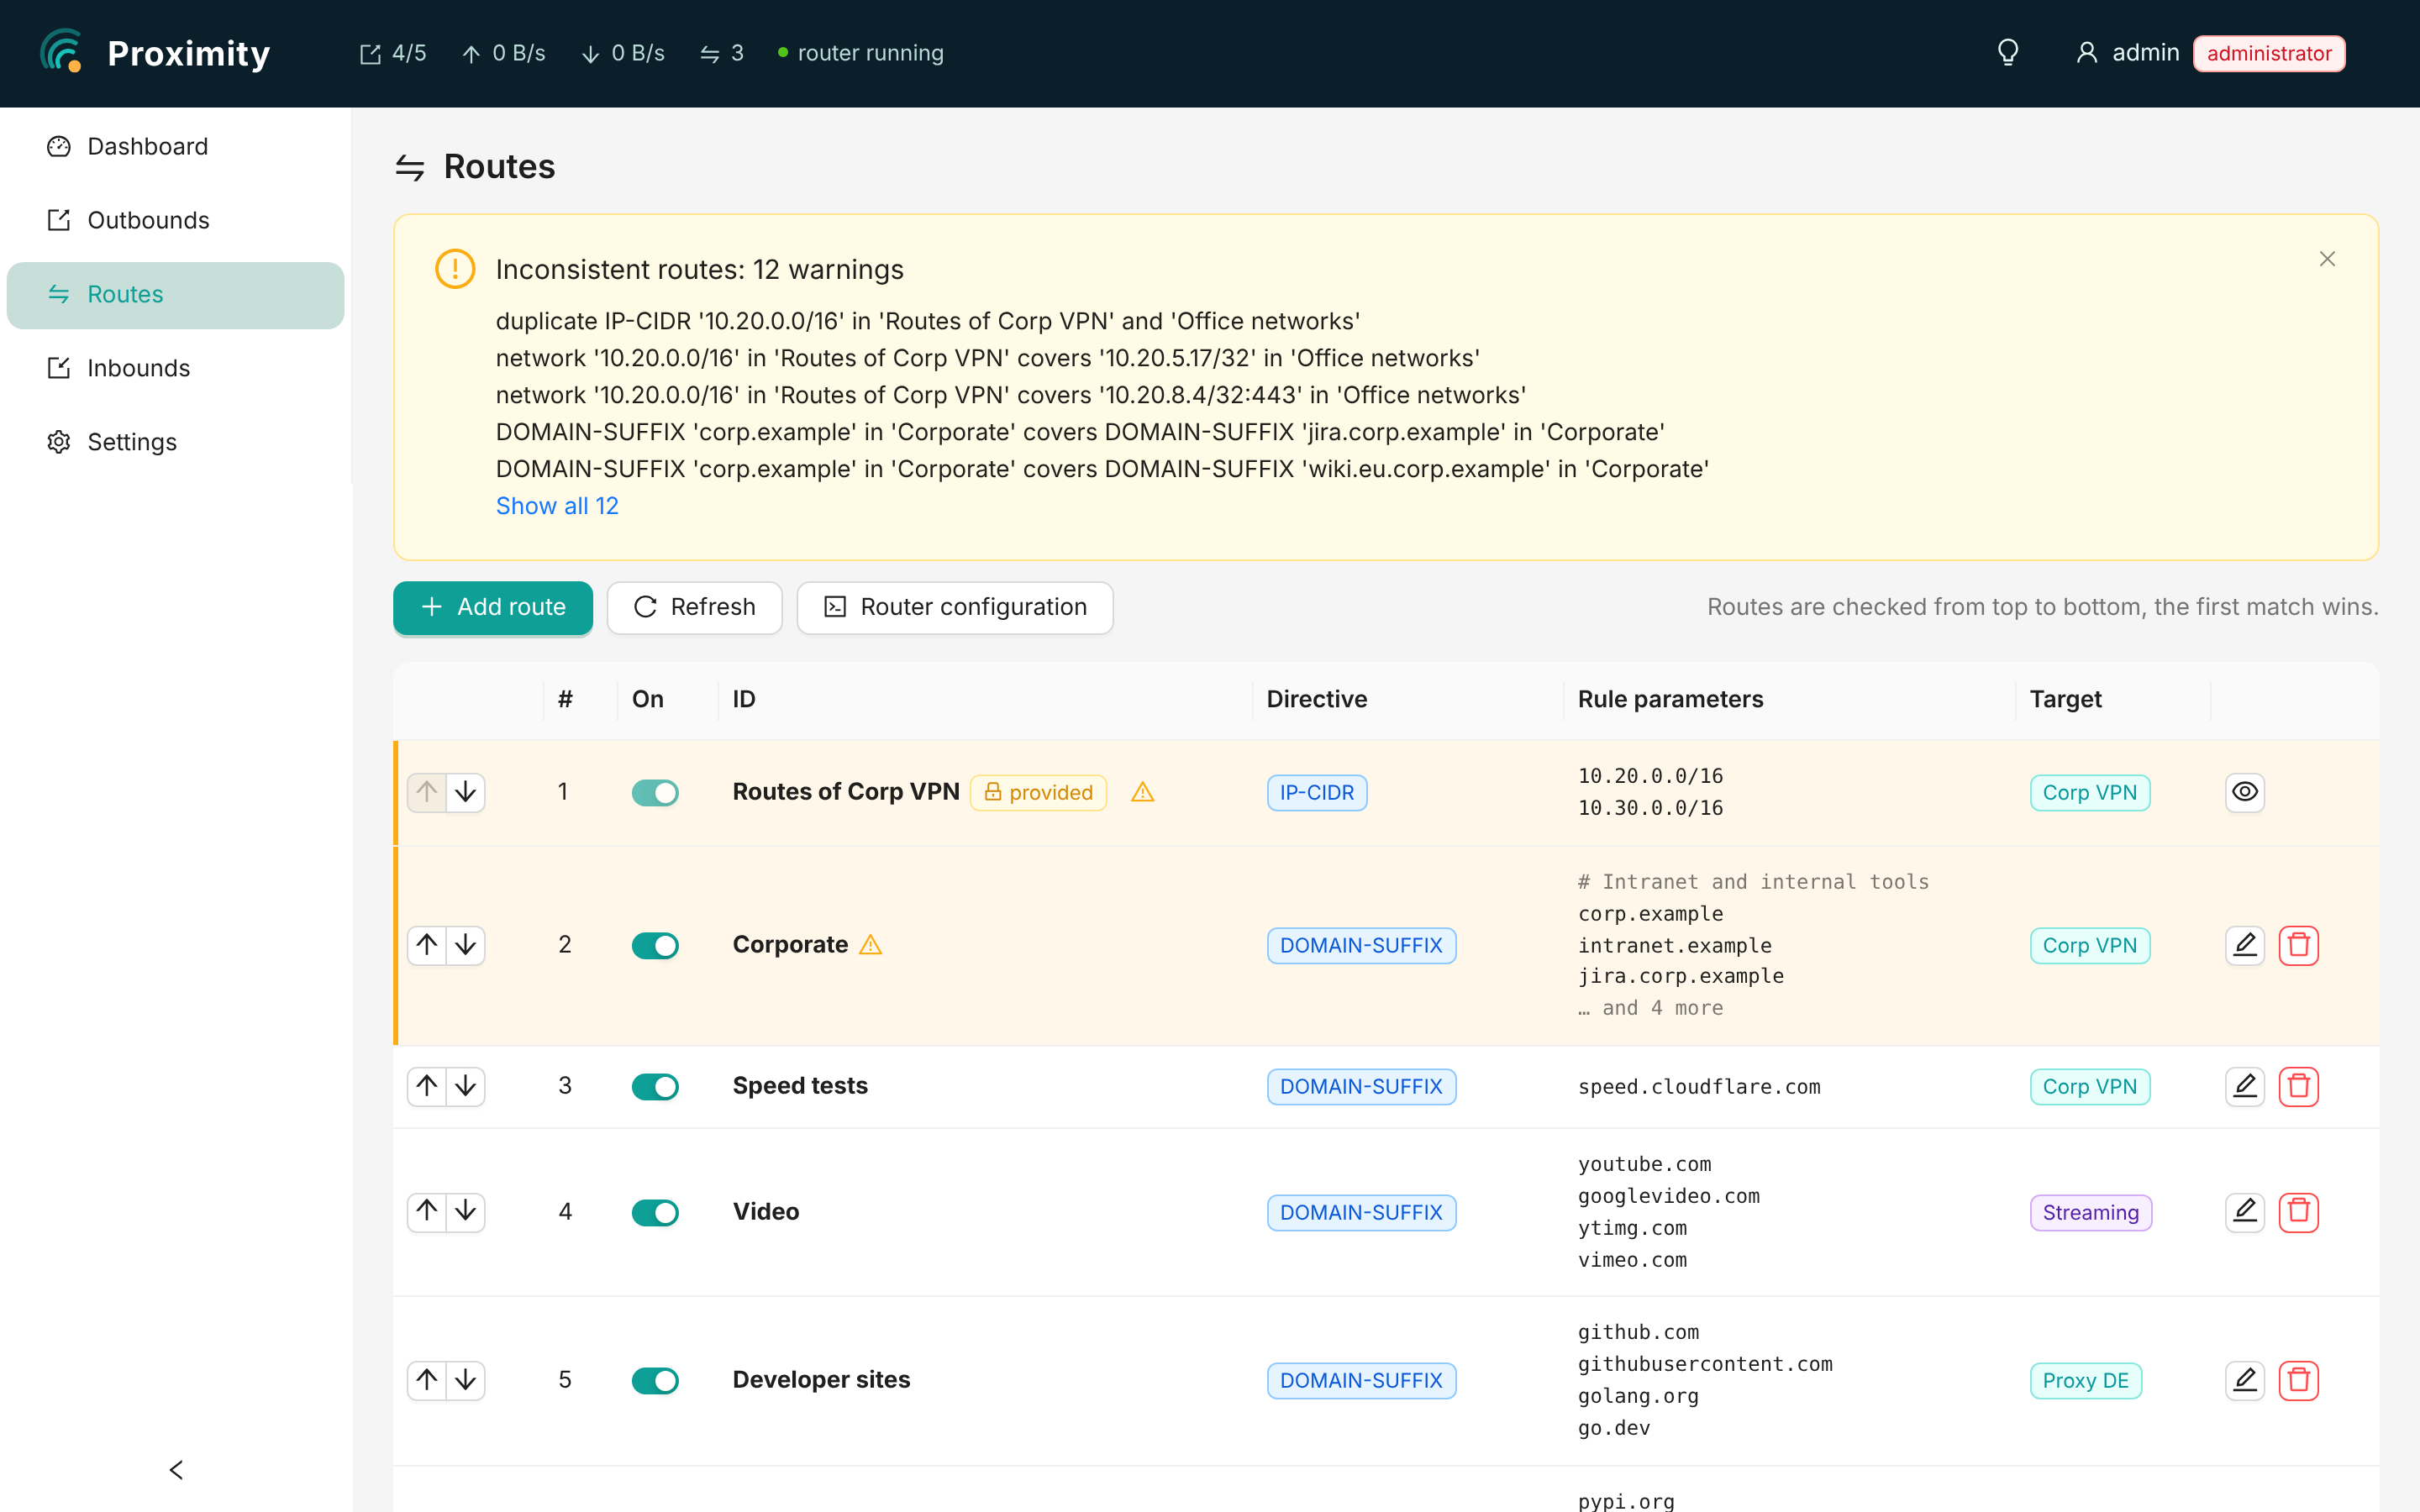 Proximity
4/5
0 B/s
0 B/s
3
router running
admin
administrator
Dashboard
Outbounds
Routes
Inbounds
Settings
Routes
Inconsistent routes: 12 warnings
duplicate IP-CIDR '10.20.0.0/16' in 'Routes of Corp VPN' and 'Office networks'
network '10.20.0.0/16' in 'Routes of Corp VPN' covers '10.20.5.17/32' in 'Office networks'
network '10.20.0.0/16' in 'Routes of Corp VPN' covers '10.20.8.4/32:443' in 'Office networks'
DOMAIN-SUFFIX 'corp.example' in 'Corporate' covers DOMAIN-SUFFIX 'jira.corp.example' in 'Corporate'
DOMAIN-SUFFIX 'corp.example' in 'Corporate' covers DOMAIN-SUFFIX 'wiki.eu.corp.example' in 'Corporate'
Show all 12
Add route
Refresh
Router configuration
Routes are checked from top to bottom, the first match wins.
# On ID Directive Rule parameters Target
1 Routes of Corp VPN provided IP-CIDR
10.20.0.0/16
10.30.0.0/16
Corp VPN
2 Corporate DOMAIN-SUFFIX
# Intranet and internal tools
corp.example
intranet.example
jira.corp.example
… and 4 more
Corp VPN
3 Speed tests DOMAIN-SUFFIX speed.cloudflare.com Corp VPN
4 Video DOMAIN-SUFFIX
youtube.com
googlevideo.com
ytimg.com
vimeo.com
Streaming
5 Developer sites DOMAIN-SUFFIX
github.com
githubusercontent.com
golang.org
go.dev
Proxy DE
pypi.org